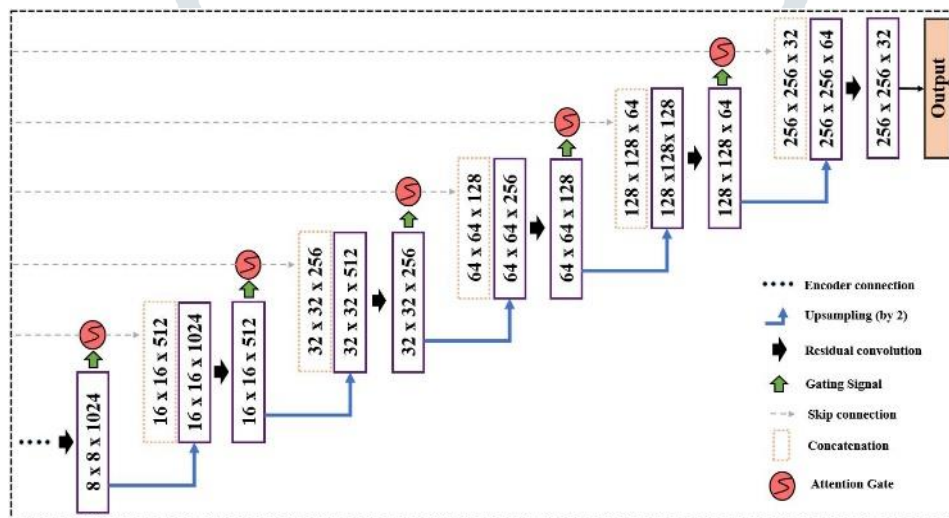 8 x 8 x 1024
16 x 16 x 512
16 x 16 x 1024
16 x 16 x 512
32 x 32 x 256
32 x 32 x 512
32 x 32 x 256
64 x 64 x 128
64 x 64 x 256
64 x 64 x 128
128 x 128 x 64
128 x128x 128
128 x 128 x 64
256 x 256 x 32
256 x 256 x 64
256 x 256 x 32
Output
Encoder connection
Upsampling (by 2)
Residual convolution
Gating Signal
Skip connection
Concatenation
Attention Gate